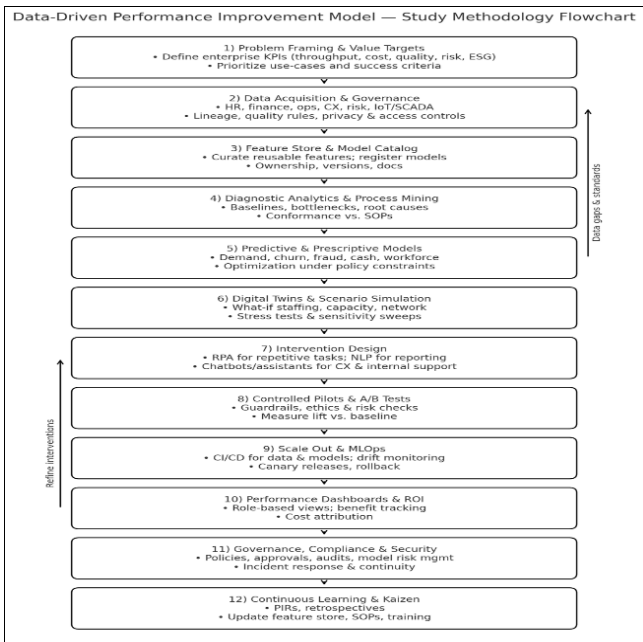 Data-Driven Performance Improvement Model — Study Methodology Flowchart
1) Problem Framing & Value Targets
• Define enterprise KPIs (throughput, cost, quality, risk, ESG)
• Prioritize use-cases and success criteria
2) Data Acquisition & Governance
• HR, finance, ops, CX, risk, IoT/SCADA
• Lineage, quality rules, privacy & access controls
3) Feature Store & Model Catalog
• Curate reusable features; register models
• Ownership, versions, docs
4) Diagnostic Analytics & Process Mining
• Baselines, bottlenecks, root causes
• Conformance vs. SOPs
5) Predictive & Prescriptive Models
• Demand, churn, fraud, cash, workforce
• Optimization under policy constraints
Data gaps & standards
6) Digital Twins & Scenario Simulation
• What-if staffing, capacity, network
• Stress tests & sensitivity sweeps
7) Intervention Design
• RPA for repetitive tasks; NLP for reporting
• Chatbots/assistants for CX & internal support
8) Controlled Pilots & A/B Tests
• Guardrails, ethics & risk checks
• Measure lift vs. baseline
9) Scale Out & MLOps
• CI/CD for data & models; drift monitoring
• Canary releases, rollback
Refine interventions
10) Performance Dashboards & ROI
• Role-based views; benefit tracking
• Cost attribution
11) Governance, Compliance & Security
• Policies, approvals, audits, model risk mgmt
• Incident response & continuity
12) Continuous Learning & Kaizen
• PIRs, retrospectives
• Update feature store, SOPs, training